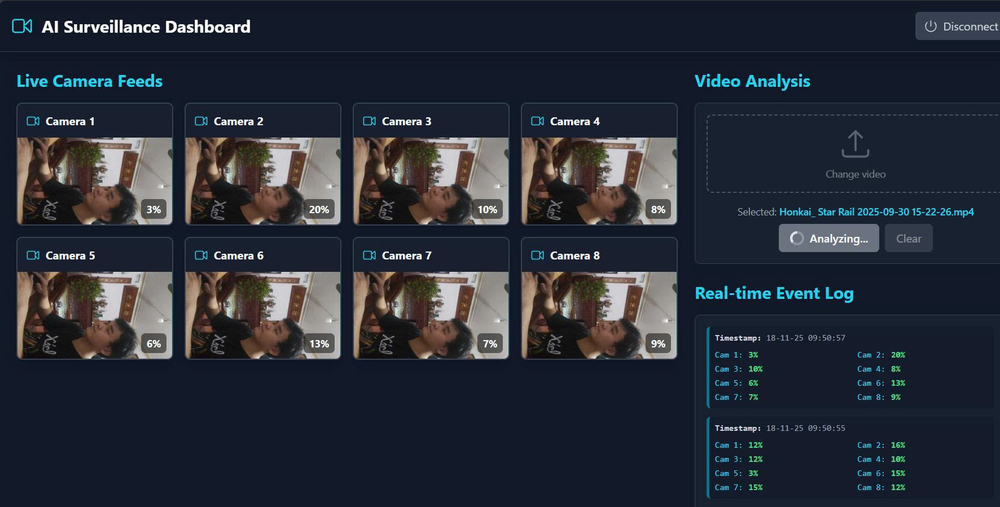 AI Surveillance Dashboard
Disconnect
Live Camera Feeds
Camera 1
3%
Camera 2
20%
Camera 3
10%
Camera 4
8%
Camera 5
6%
Camera 6
13%
Camera 7
7%
Camera 8
9%
Video Analysis
Change video
Selected: Honkai_ Star Rail 2025-09-30 15-22-26.mp4
Analyzing...
Clear
Real-time Event Log
Timestamp: 18-11-25 09:50:57
Cam 1: 3% Cam 2: 20%
Cam 3: 10% Cam 4: 8%
Cam 5: 6% Cam 6: 13%
Cam 7: 7% Cam 8: 9%
Timestamp: 18-11-25 09:50:55
Cam 1: 12% Cam 2: 16%
Cam 3: 12% Cam 4: 10%
Cam 5: 3% Cam 6: 15%
Cam 7: 15% Cam 8: 12%